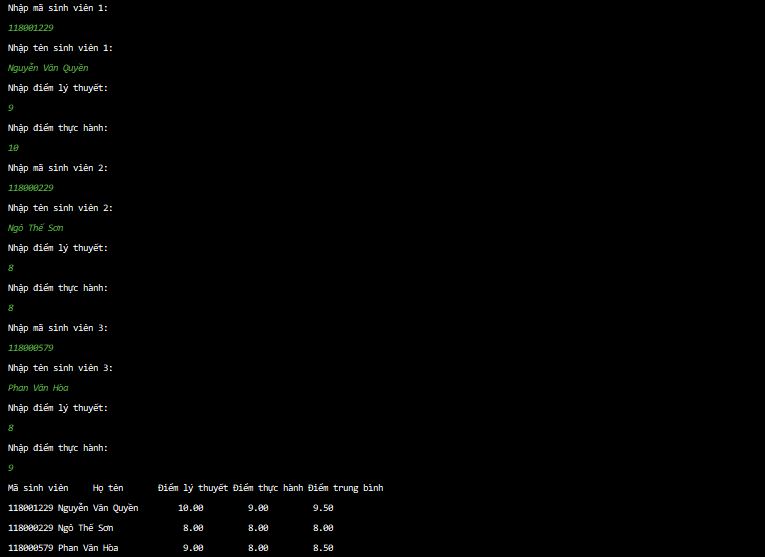 Nhập mã sinh viên 1:
118001229
Nhập tên sinh viên 1:
Nguyễn Văn Quyền
Nhập điểm lý thuyết:
9
Nhập điểm thực hành:
10
Nhập mã sinh viên 2:
118000229
Nhập tên sinh viên 2:
Ngô Thế Sơn
Nhập điểm lý thuyết:
8
Nhập điểm thực hành:
8
Nhập mã sinh viên 3:
118000579
Nhập tên sinh viên 3:
Phan Văn Hòa
Nhập điểm lý thuyết:
8
Nhập điểm thực hành:
9
Mã sinh viên Họ tên Điểm lý thuyết Điểm thực hành Điểm trung bình
118001229 Nguyễn Văn Quyền 10.00 9.00 9.50
118000229 Ngô Thế Sơn 8.00 8.00 8.00
118000579 Phan Văn Hòa 9.00 8.00 8.50